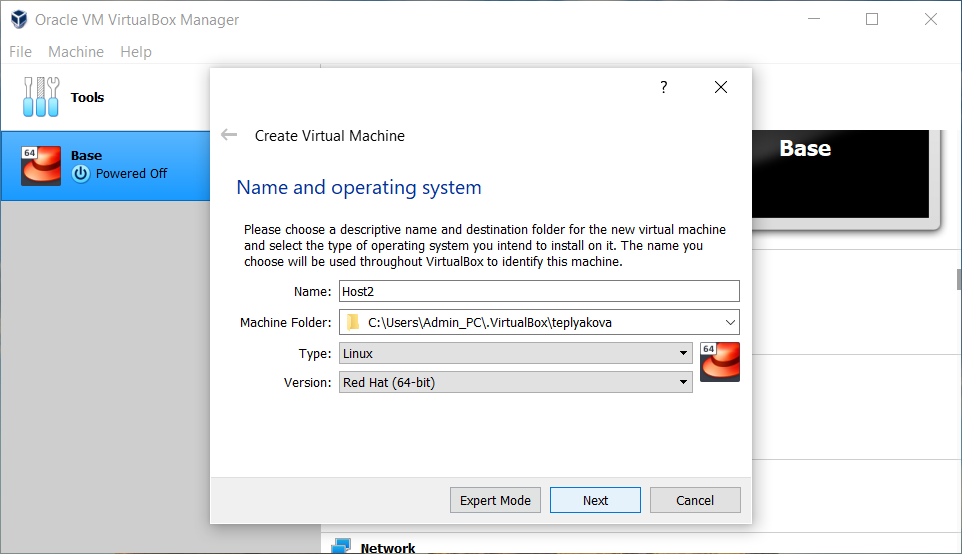 Oracle VM VirtualBox Manager
File Machine Help
Tools
64
Base
Powered Off
Base
?
Create Virtual Machine
Name and operating system
Please choose a descriptive name and destination folder for the new virtual machine
and select the type of operating system you intend to install on it. The name you
choose will be used throughout VirtualBox to identify this machine.
Name: Host2
Machine Folder: C:\Users\Admin_PC\.VirtualBox\teplyakova
Type: Linux
64
Version: Red Hat (64-bit)
Expert Mode Next Cancel
Network